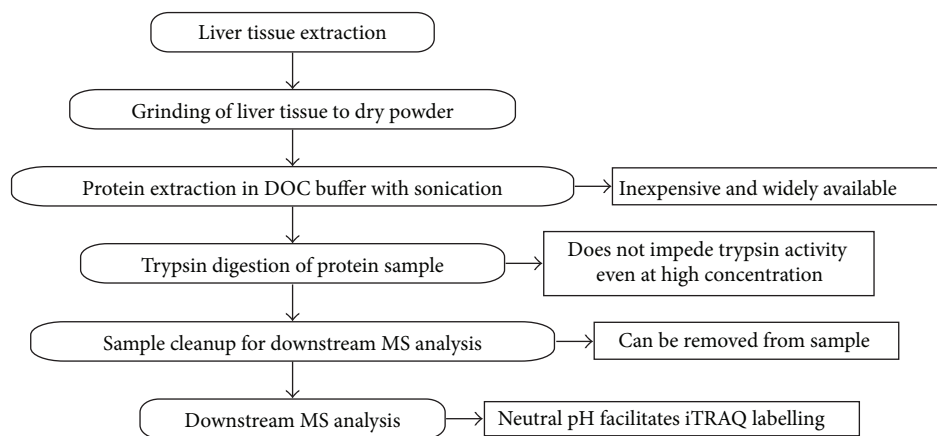 Liver tissue extraction
Grinding of liver tissue to dry powder
Protein extraction in DOC buffer with sonication
Inexpensive and widely available
Trypsin digestion of protein sample
Does not impede trypsin activity
even at high concentration
Sample cleanup for downstream MS analysis
Can be removed from sample
Downstream MS analysis
Neutral pH facilitates iTRAQ labelling